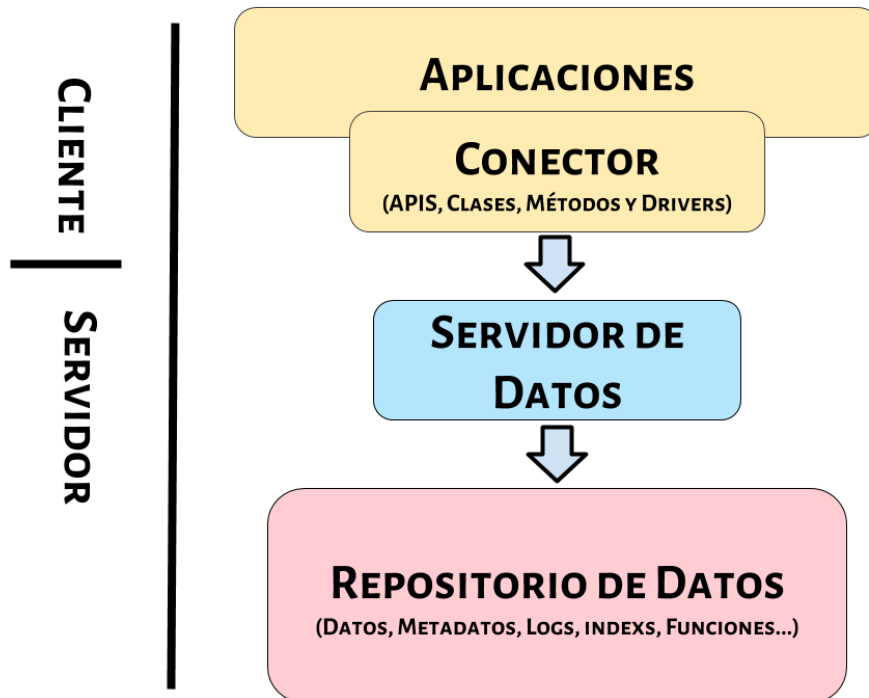 CLIENTE
SERVIDOR
APLICACIONES
CONECTOR
(APIS, CLASES, MÉTODOS Y DRIVERS)
SERVIDOR DE
DATOS
REPOSITORIO DE DATOS
(DATOS, METADATOS, LOGS, INDEXS, FUNCIONES...)